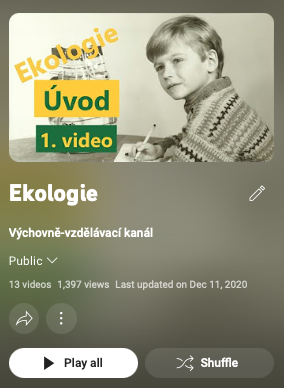 Ekologie
Úvod
1. video
Ekologie
Výchovně-vzdělávací kanál
Public
13 videos 1,397 views Last updated on Dec 11, 2020
Play all
Shuffle